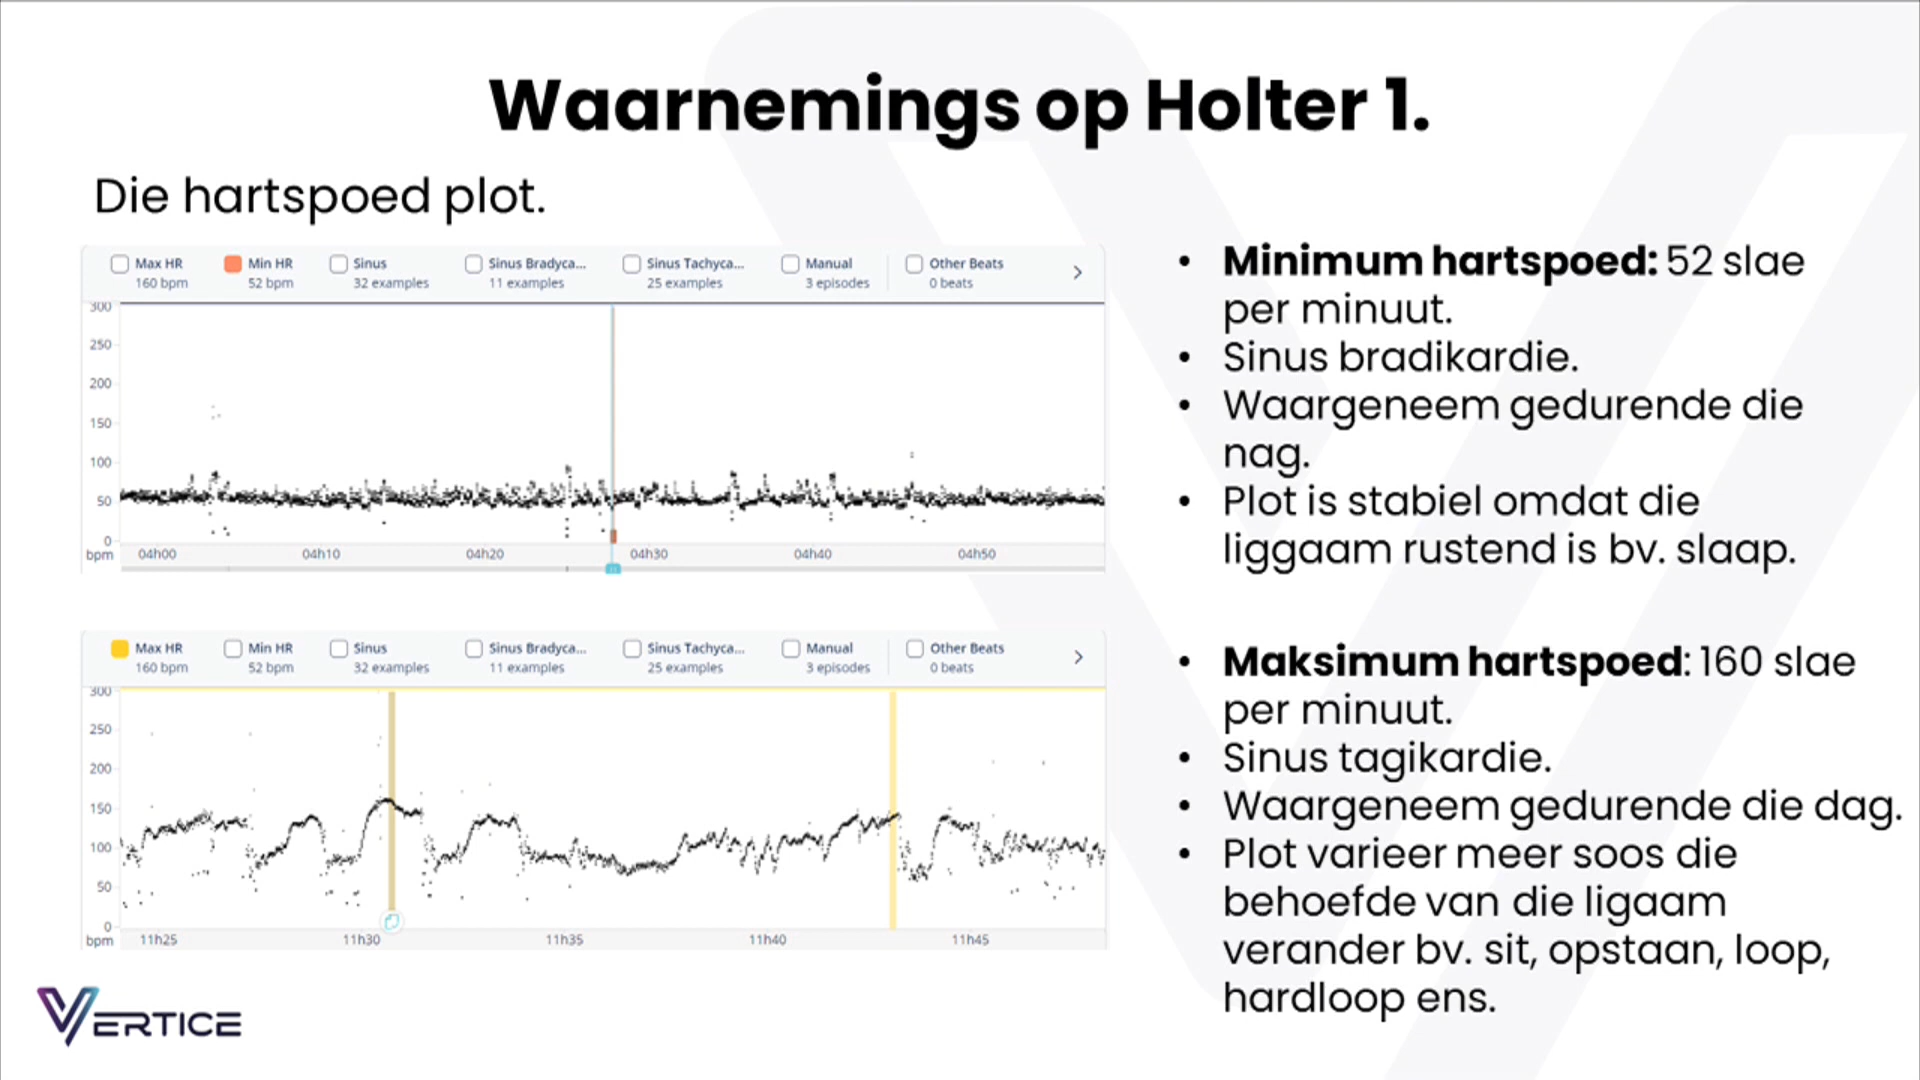 Waarnemings op Holter 1.
Die hartspoed plot.
Max HR
160 bpm
Min HR
52 bpm
Sinus
32 examples
Sinus Bradyca...
11 examples
Sinus Tachyca...
25 examples
Manual
3 episodes
Other Beats
0 beats
300
250
200
150
100
50
0
bpm
04h00
04h10
04h20
04h30
04h40
04h50
• Minimum hartspoed: 52 slae
per minuut.
• Sinus bradikardie.
• Waargeneem gedurende die
nag.
• Plot is stabiel omdat die
liggaam rustend is bv. slaap.
Max HR
160 bpm
Min HR
52 bpm
Sinus
32 examples
Sinus Bradyca...
11 examples
Sinus Tachyca...
25 examples
Manual
3 episodes
Other Beats
0 beats
300
250
200
150
100
50
0
bpm
11h25
11h30
11h35
11h40
11h45
• Maksimum hartspoed: 160 slae
per minuut.
• Sinus tagikardie.
• Waargeneem gedurende die dag.
• Plot varieer meer soos die
behoefde van die ligaam
verander bv. sit, opstaan, loop,
hardloop ens.
VERTICE